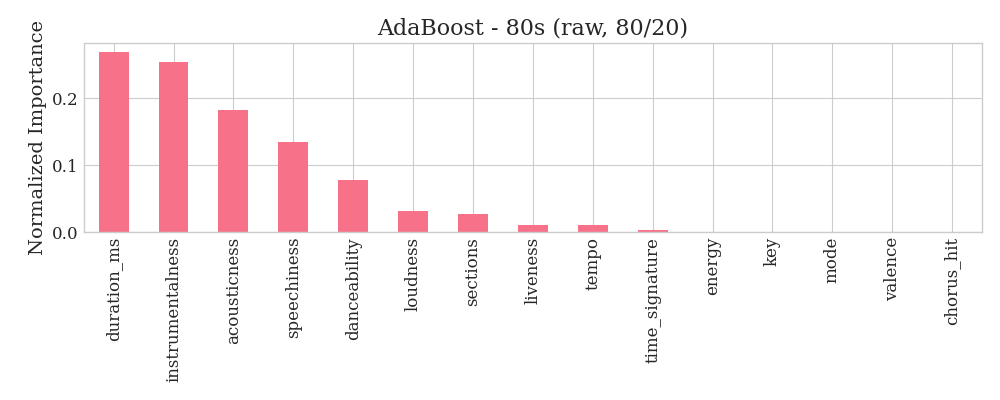 AdaBoost - 80s (raw, 80/20)
Normalized Importance
0.2
0.1
0.0
duration_ms
instrumentalness
acousticness
speechiness
danceability
loudness
sections
liveness
tempo
time_signature
energy
key
mode
valence
chorus_hit